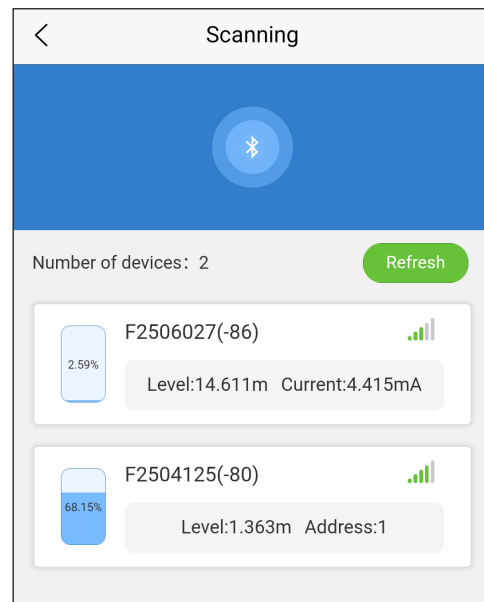 Scanning
Number of devices：2
Refresh
F2506027(-86)
2.59%
Level:14.611m Current:4.415mA
F2504125(-80)
68.15%
Level:1.363m Address:1